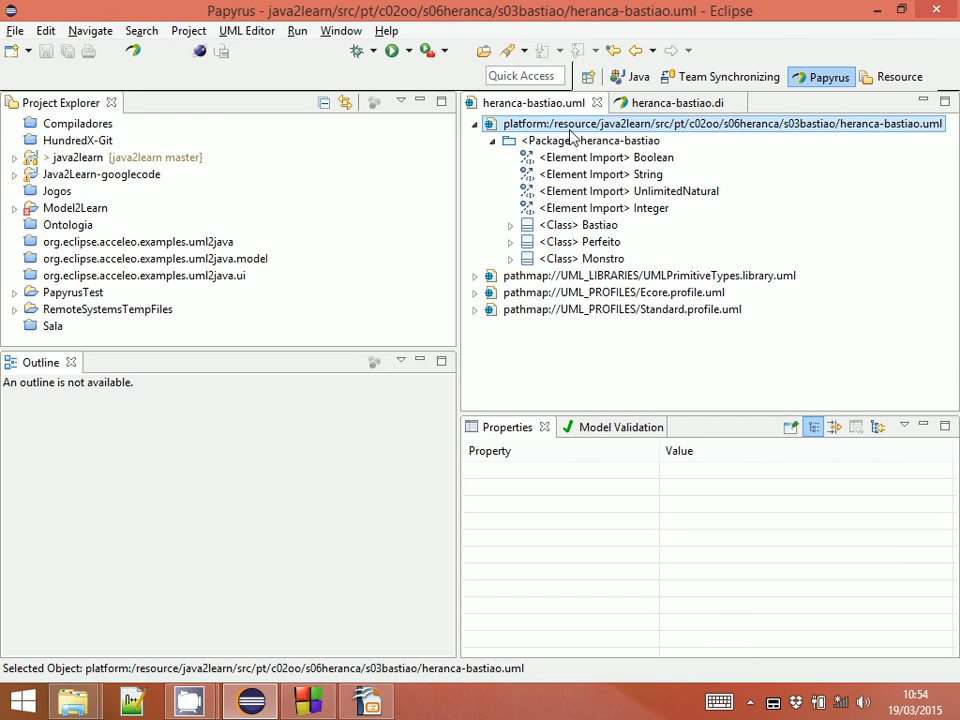 Papyrus - java2learn/src/pt/c02oo/s06heranca/s03bastiao/heranca-bastiao.uml - Eclipse
File Edit Navigate Search Project UML Editor Run Window Help
Quick Access Java Team Synchronizing Papyrus Resource
Project Explorer
Compiladores
HundredX-Git
> java2learn [java2learn master]
Java2Learn-googlecode
Jogos
Model2Learn
Ontologia
org.eclipse.acceleo.examples.uml2java
org.eclipse.acceleo.examples.uml2java.model
org.eclipse.acceleo.examples.uml2java.ui
PapyrusTest
RemoteSystemsTempFiles
Sala
Outline
An outline is not available.
heranca-bastiao.uml heranca-bastiao.di
platform:/resource/java2learn/src/pt/c02oo/s06heranca/s03bastiao/heranca-bastiao.uml
<Package> heranca-bastiao
<Element Import> Boolean
<Element Import> String
<Element Import> UnlimitedNatural
<Element Import> Integer
<Class> Bastiao
<Class> Perfeito
<Class> Monstro
pathmap://UML_LIBRARIES/UMLPrimitiveTypes.library.uml
pathmap://UML_PROFILES/Ecore.profile.uml
pathmap://UML_PROFILES/Standard.profile.uml
Properties Model Validation
Property Value
Selected Object: platform:/resource/java2learn/src/pt/c02oo/s06heranca/s03bastiao/heranca-bastiao.uml
10:54
19/03/2015